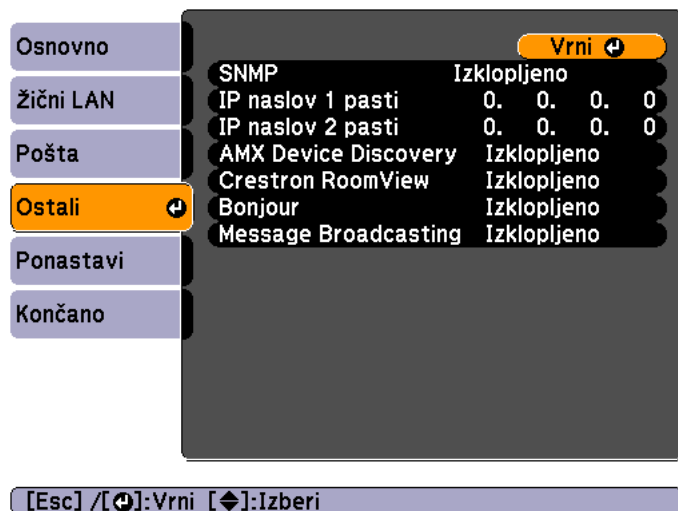 Osnovno
Žični LAN
Pošta
Ostali
Ponastavi
Končano
Vrni
SNMP Izklopljeno
IP naslov 1 pasti 0. 0. 0. 0
IP naslov 2 pasti 0. 0. 0. 0
AMX Device Discovery Izklopljeno
Crestron RoomView Izklopljeno
Bonjour Izklopljeno
Message Broadcasting Izklopljeno
[Esc] /[⏎]:Vrni [◆]:Izberi